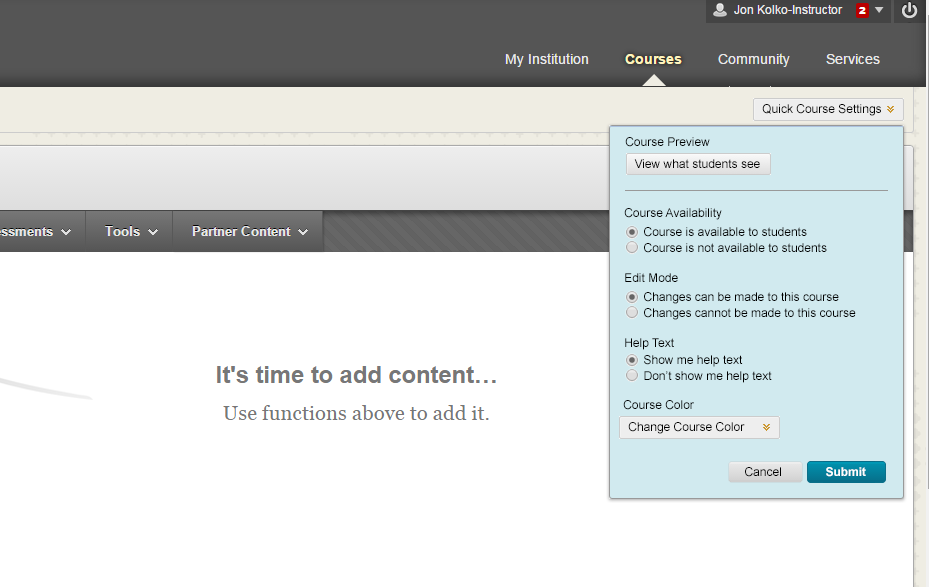 Jon Kolko-Instructor 2
My Institution Courses Community Services
Quick Course Settings
Course Preview
View what students see
Course Availability
Course is available to students
Course is not available to students
Edit Mode
Changes can be made to this course
Changes cannot be made to this course
Help Text
Show me help text
Don't show me help text
Course Color
Change Course Color
Cancel Submit
essments Tools Partner Content
It's time to add content…
Use functions above to add it.